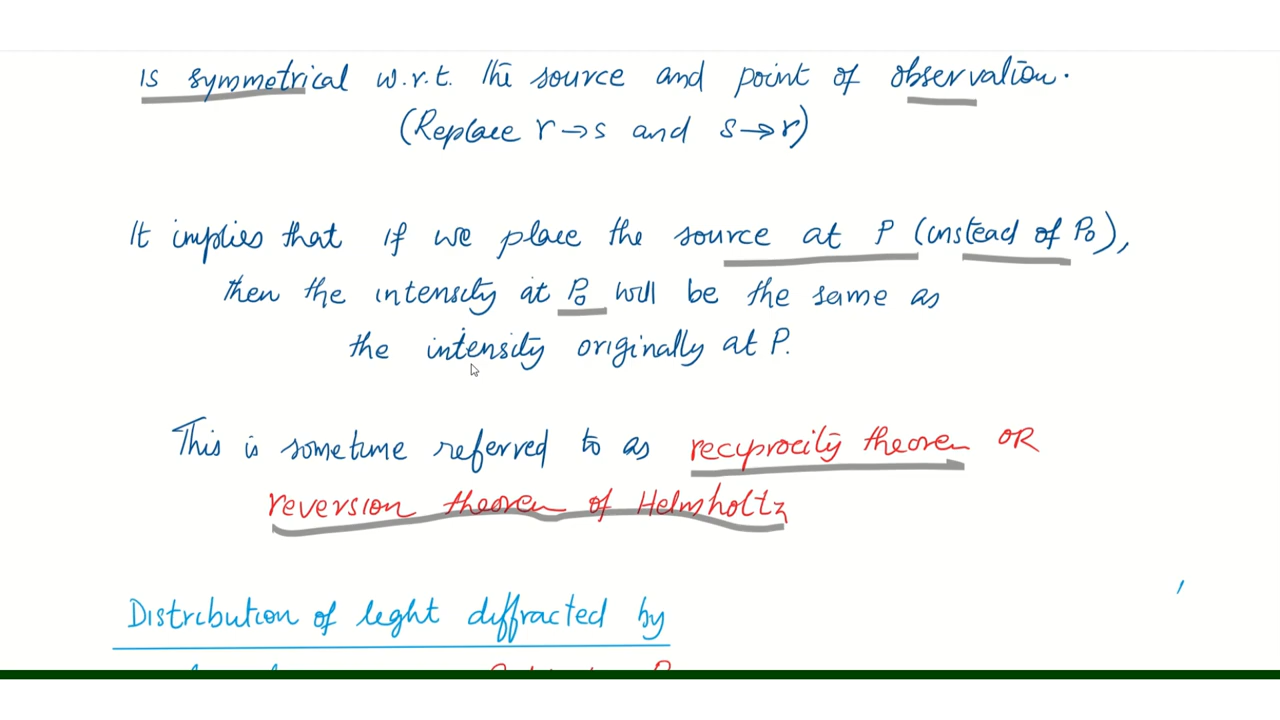 is symmetrical w.r.t. the source and point of observation.
(Replace r→s and s→r)
It implies that if we place the source at P (instead of P₀),
then the intensity at P₀ will be the same as
the intensity originally at P.
This is sometime referred to as reciprocity theorem OR
reversion theorem of Helmholtz
Distribution of light diffracted by